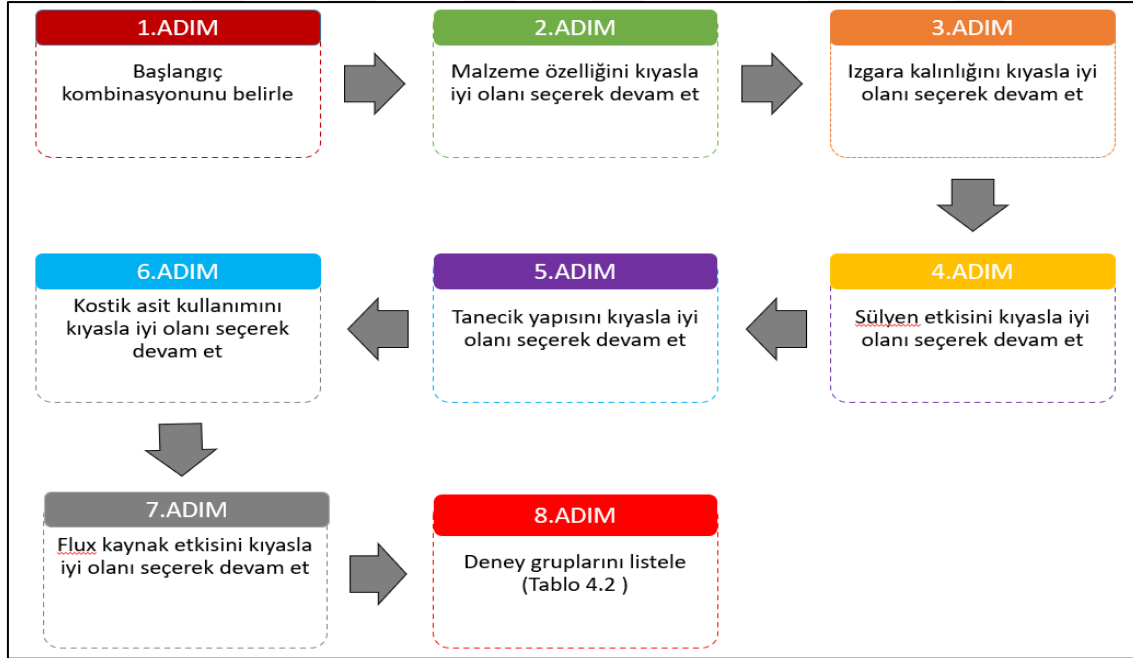 1.ADIM
Başlangıç
kombinasyonunu belirle
2.ADIM
Malzeme özelliğini kıyasla
iyi olanı seçerek devam et
3.ADIM
Izgara kalınlığını kıyasla iyi
olanı seçerek devam et
4.ADIM
Sülyen etkisini kıyasla iyi
olanı seçerek devam et
5.ADIM
Tanecik yapısını kıyasla iyi
olanı seçerek devam et
6.ADIM
Kostik asit kullanımını
kıyasla iyi olanı seçerek
devam et
7.ADIM
Flux kaynak etkisini kıyasla
iyi olanı seçerek devam et
8.ADIM
Deney gruplarını listele
(Tablo 4.2 )